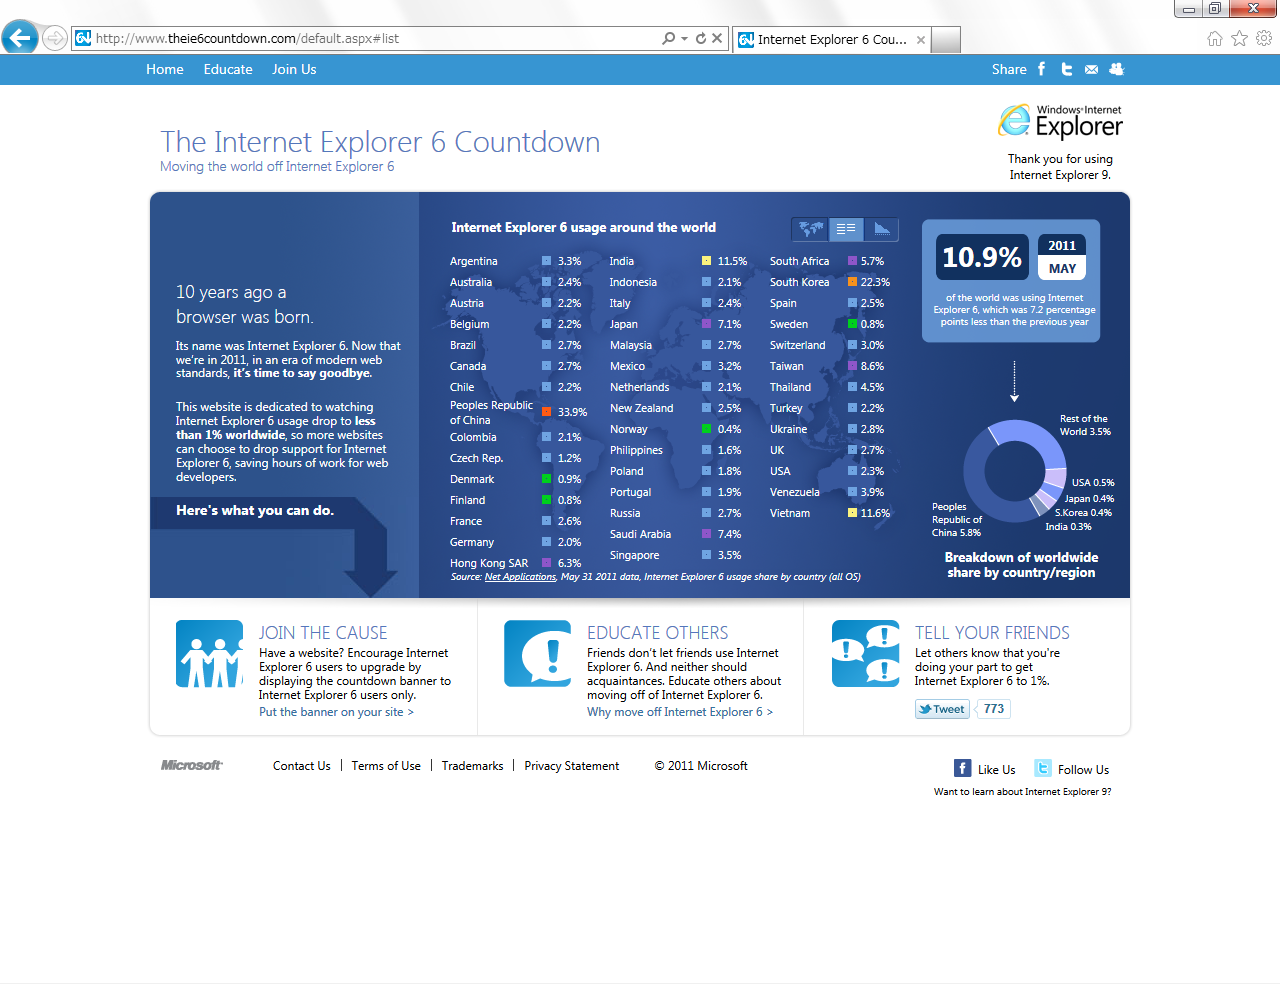 http://www.theie6countdown.com/default.aspx#list
Internet Explorer 6 Cou...
Home Educate Join Us
Share
Windows Internet
Explorer
Thank you for using
Internet Explorer 9.
The Internet Explorer 6 Countdown
Moving the world off Internet Explorer 6
10 years ago a
browser was born.
Its name was Internet Explorer 6. Now that
we're in 2011, in an era of modern web
standards, it's time to say goodbye.
This website is dedicated to watching
Internet Explorer 6 usage drop to less
than 1% worldwide, so more websites
can choose to drop support for Internet
Explorer 6, saving hours of work for web
developers.
Here's what you can do.
Internet Explorer 6 usage around the world
Argentina 3.3%
Australia 2.4%
Austria 2.2%
Belgium 2.2%
Brazil 2.7%
Canada 2.7%
Chile 2.2%
Peoples Republic
of China 33.9%
Colombia 2.1%
Czech Rep. 1.2%
Denmark 0.9%
Finland 0.8%
France 2.6%
Germany 2.0%
Hong Kong SAR 6.3%
India 11.5%
Indonesia 2.1%
Italy 2.4%
Japan 7.1%
Malaysia 2.7%
Mexico 3.2%
Netherlands 2.1%
New Zealand 2.5%
Norway 0.4%
Philippines 1.6%
Poland 1.8%
Portugal 1.9%
Russia 2.7%
Saudi Arabia 7.4%
Singapore 3.5%
South Africa 5.7%
South Korea 22.3%
Spain 2.5%
Sweden 0.8%
Switzerland 3.0%
Taiwan 8.6%
Thailand 4.5%
Turkey 2.2%
Ukraine 2.8%
UK 2.7%
USA 2.3%
Venezuela 3.9%
Vietnam 11.6%
Source: Net Applications, May 31 2011 data, Internet Explorer 6 usage share by country (all OS)
10.9%
2011
MAY
of the world was using Internet
Explorer 6, which was 7.2 percentage
points less than the previous year
Rest of the
World 3.5%
USA 0.5%
Japan 0.4%
S.Korea 0.4%
India 0.3%
Peoples
Republic of
China 5.8%
Breakdown of worldwide
share by country/region
JOIN THE CAUSE
Have a website? Encourage Internet
Explorer 6 users to upgrade by
displaying the countdown banner to
Internet Explorer 6 users only.
Put the banner on your site >
EDUCATE OTHERS
Friends don't let friends use Internet
Explorer 6. And neither should
acquaintances. Educate others about
moving off of Internet Explorer 6.
Why move off Internet Explorer 6 >
TELL YOUR FRIENDS
Let others know that you're
doing your part to get
Internet Explorer 6 to 1%.
Tweet 773
Microsoft
Contact Us | Terms of Use | Trademarks | Privacy Statement
© 2011 Microsoft
Like Us
Follow Us
Want to learn about Internet Explorer 9?